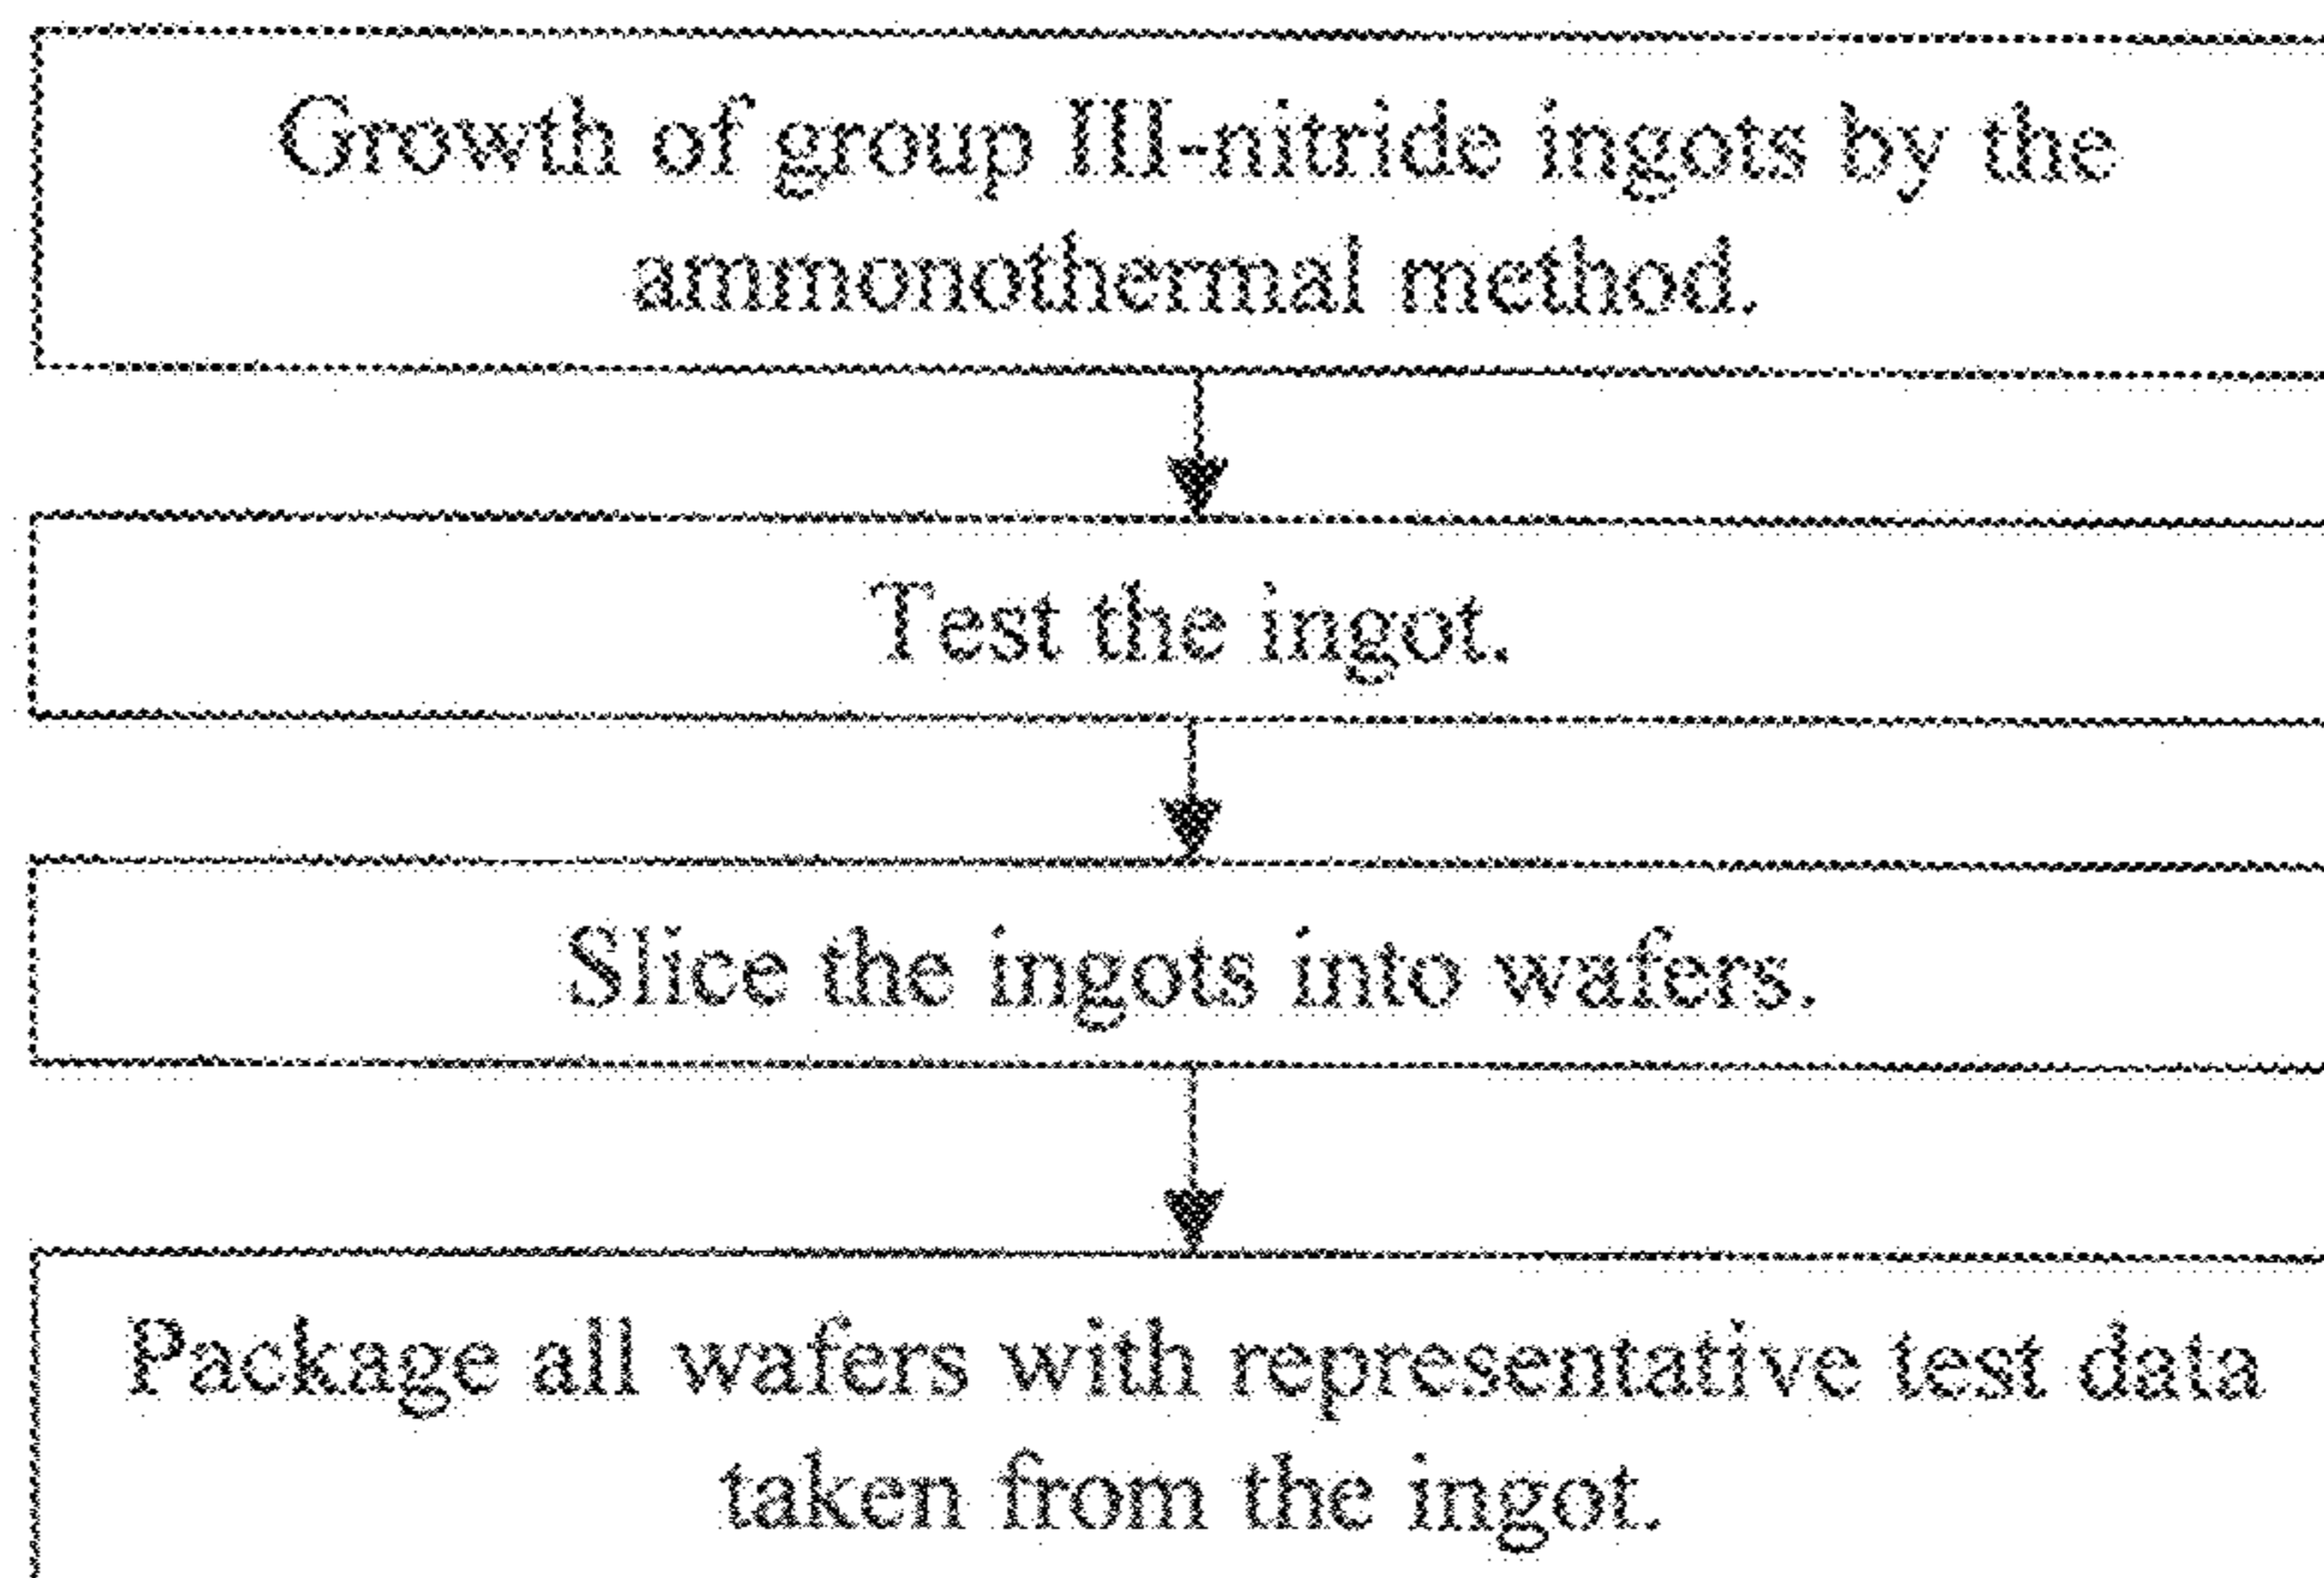 Growth of group III-nitride ingots by the
ammonothermal method.
Test the ingot.
Slice the ingots into wafers.
Package all wafers with representative test data
taken from the ingot.